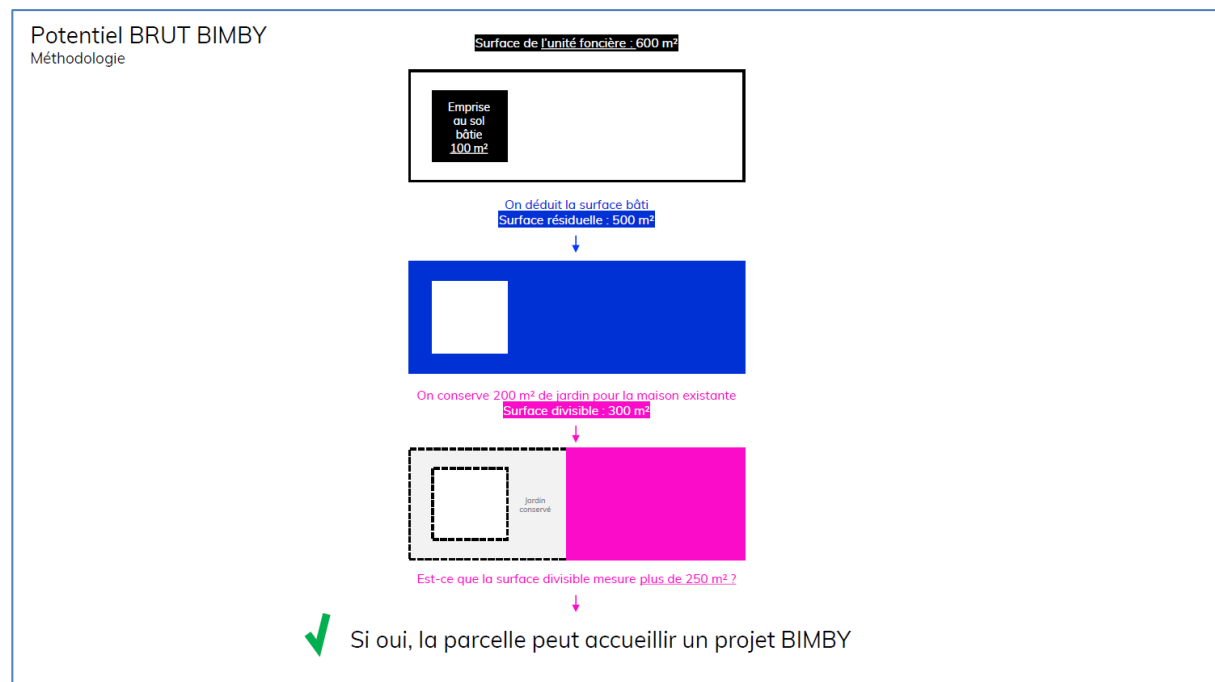 Potentiel BRUT BIMBY
Méthodologie
Surface de l'unité foncière : 600 m²
Emprise
au sol
bâtie
100 m²
On déduit la surface bâti
Surface résiduelle : 500 m²
On conserve 200 m² de jardin pour la maison existante
Surface divisible : 300 m²
Jardin
conservé
Est-ce que la surface divisible mesure plus de 250 m² ?
Si oui, la parcelle peut accueillir un projet BIMBY